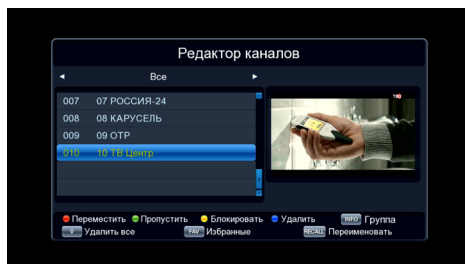 Редактор каналов
Все
007 07 РОССИЯ-24
008 08 КАРУСЕЛЬ
009 09 ОТР
010 10 ТВ Центр
Переместить Пропустить Блокировать Удалить INFO Группа
Удалить все FAV Избранные RECALL Переименовать